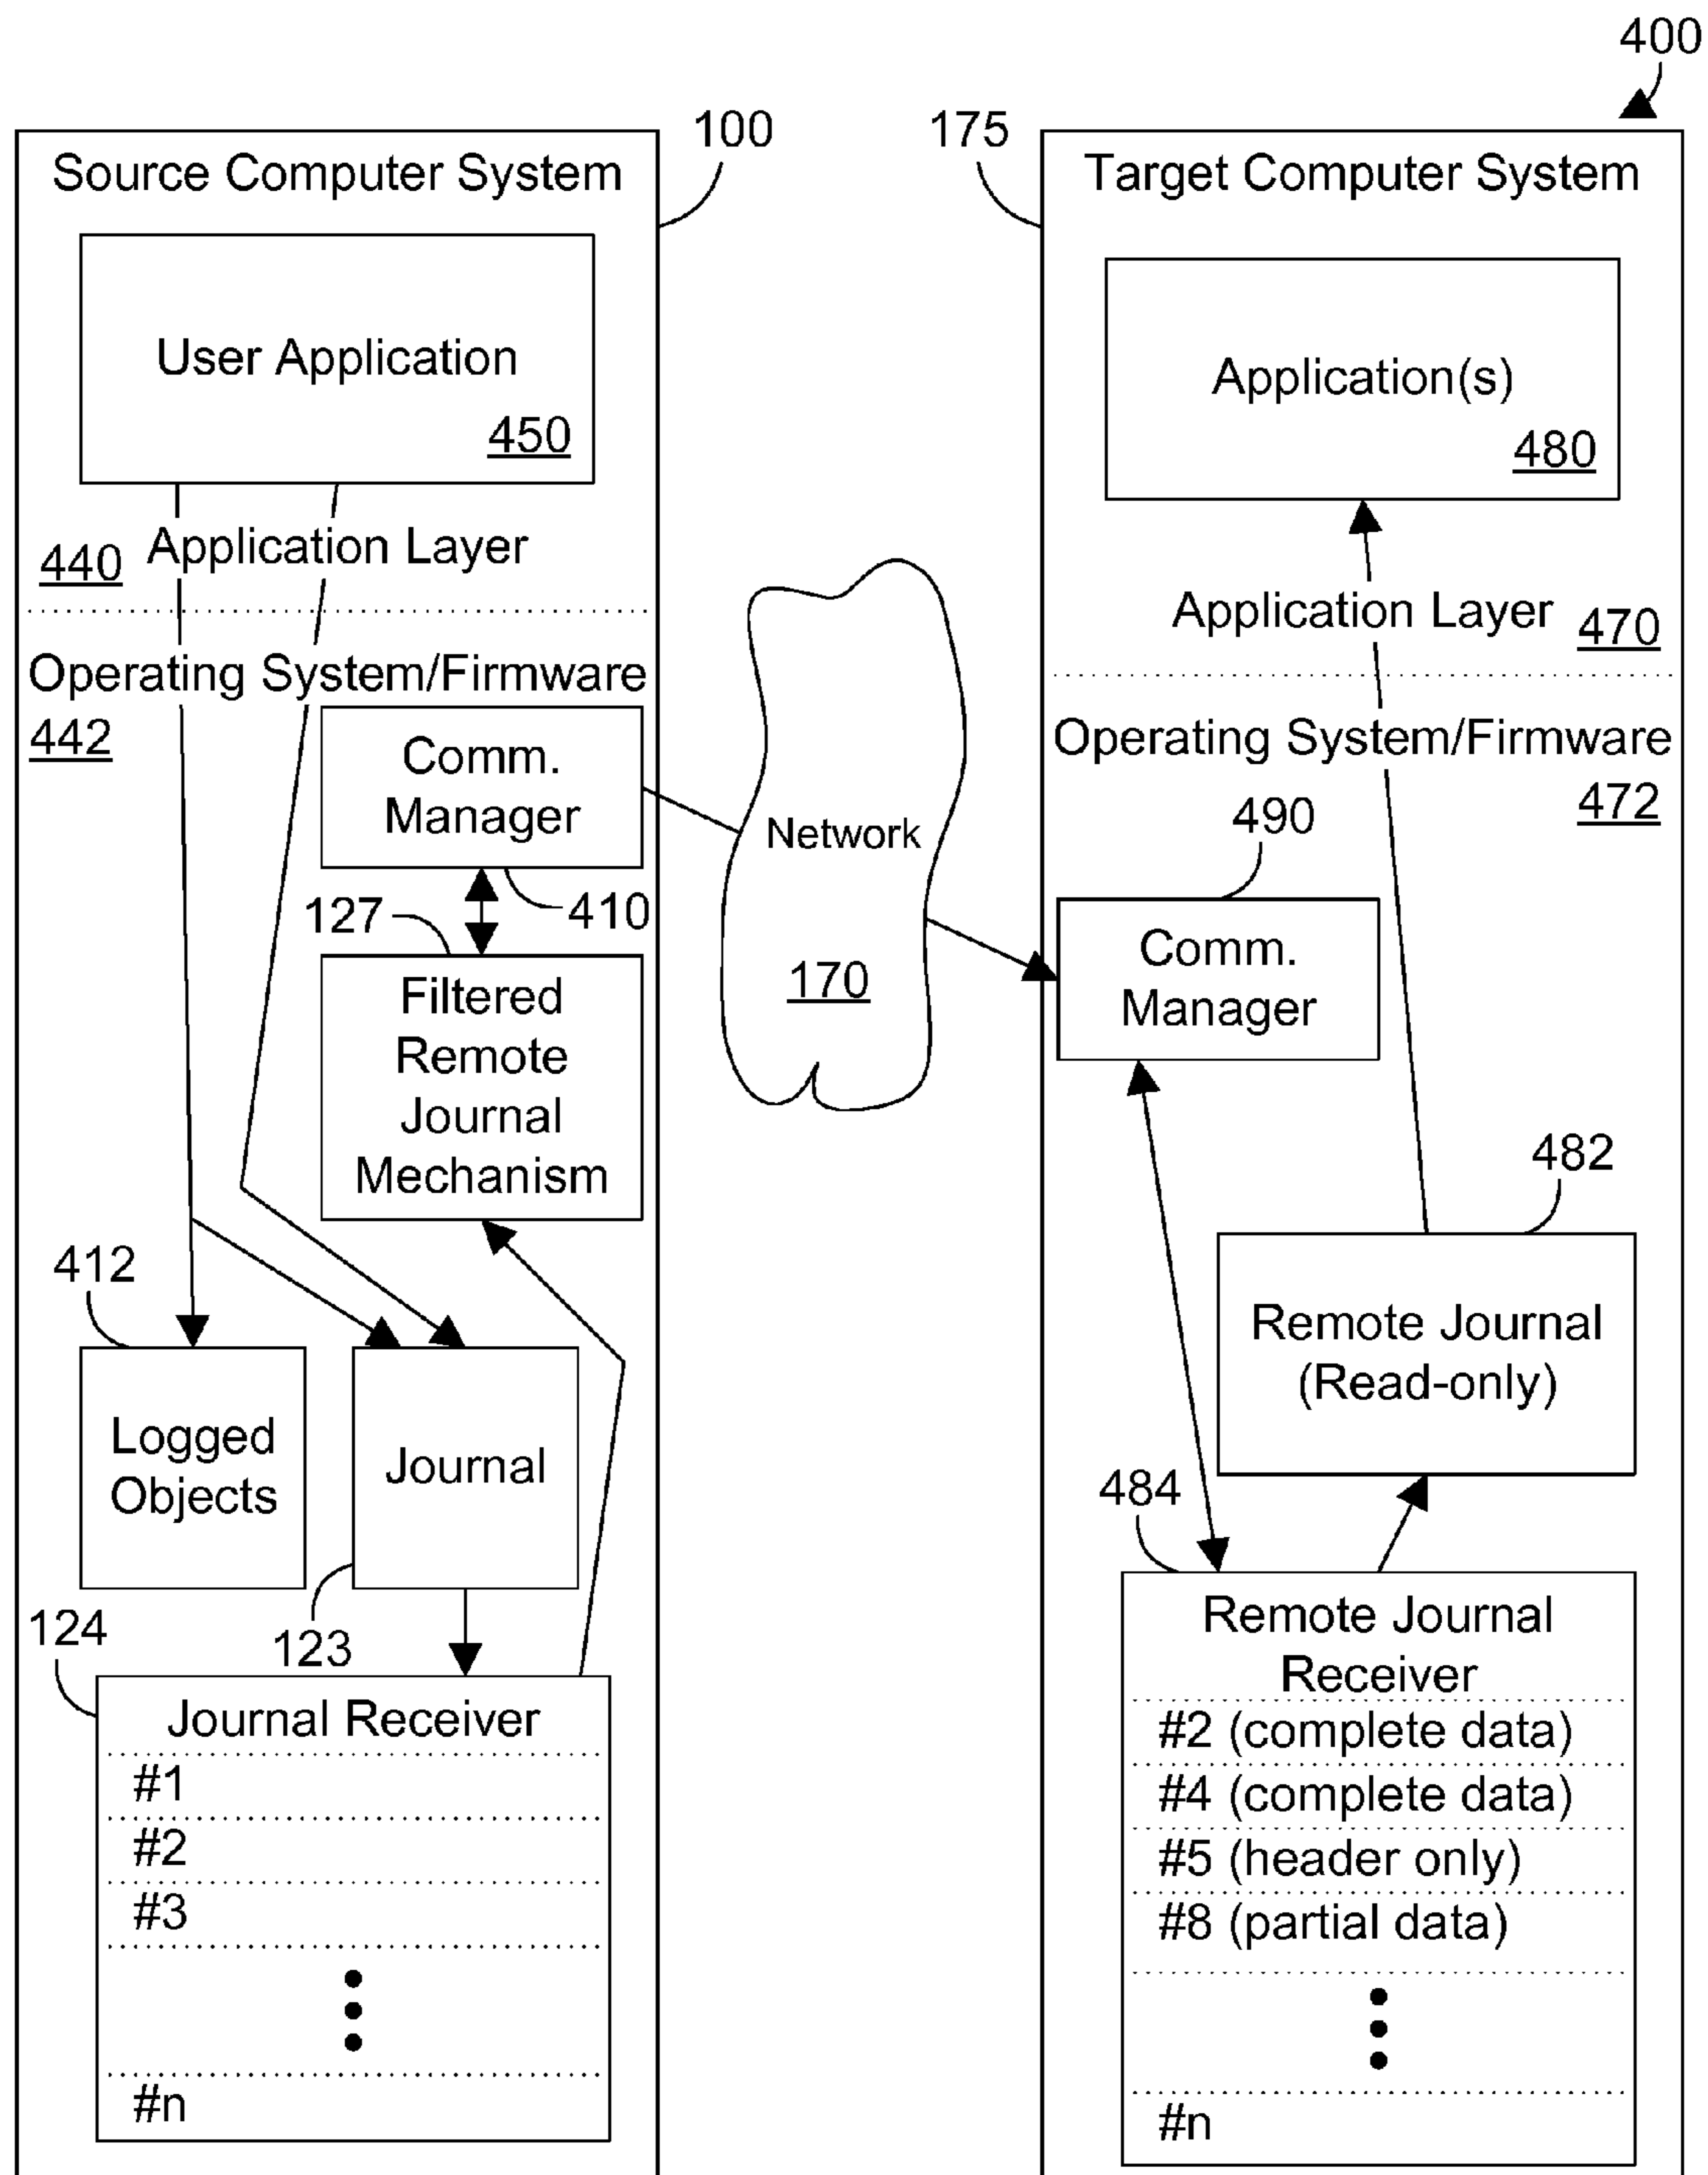 400
100
175
Source Computer System
User Application
450
440
Application Layer
Operating System/Firmware
442
Comm.
Manager
410
127
Filtered
Remote
Journal
Mechanism
412
Logged
Objects
Journal
123
124
Journal Receiver
#1
#2
#3
#n
Network
170
Target Computer System
Application(s)
480
Application Layer
470
Operating System/Firmware
472
490
Comm.
Manager
482
Remote Journal
(Read-only)
484
Remote Journal
Receiver
#2 (complete data)
#4 (complete data)
#5 (header only)
#8 (partial data)
#n